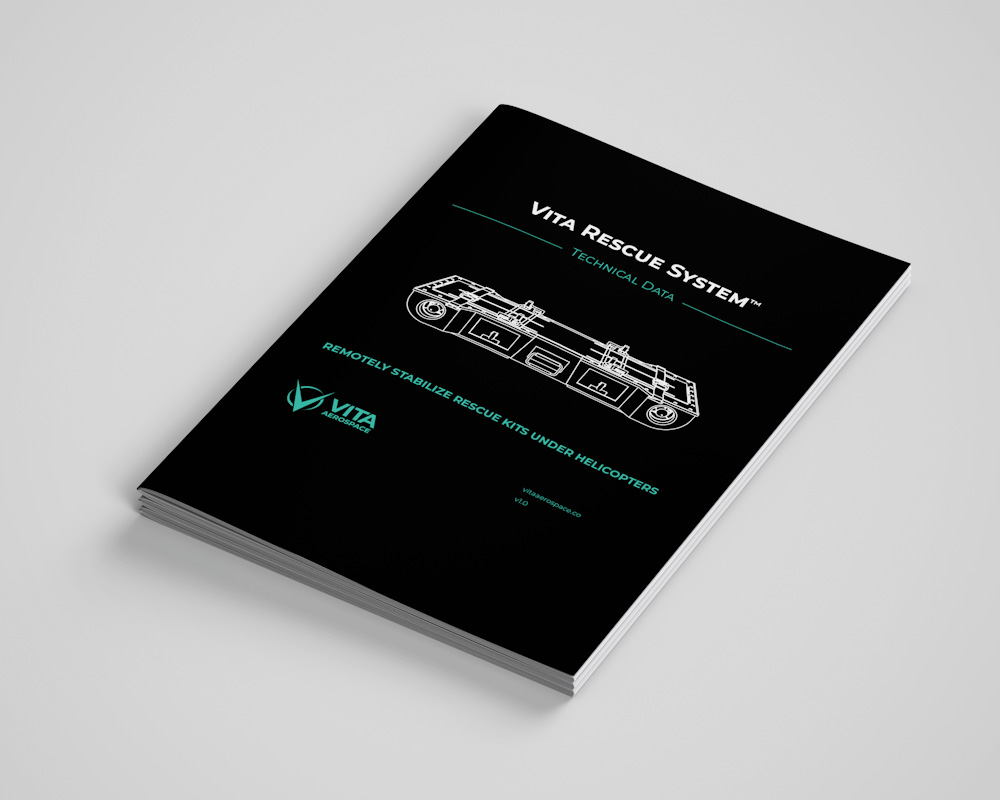 VITA RESCUE SYSTEM™
TECHNICAL DATA
REMOTELY STABILIZE RESCUE KITS UNDER HELICOPTERS
VITA
AEROSPACE
vitaaerospace.co
v1.0